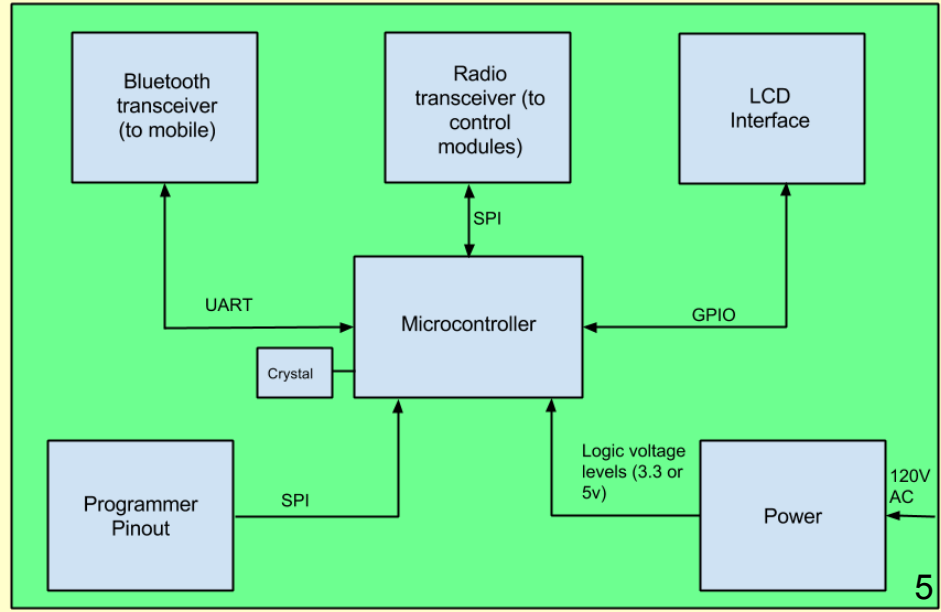 Bluetooth
transceiver
(to mobile)
Radio
transceiver (to
control
modules)
LCD
Interface
SPI
UART
Microcontroller
GPIO
Crystal
Programmer
Pinout
SPI
Logic voltage
levels (3.3 or
5v)
Power
120V
AC
5